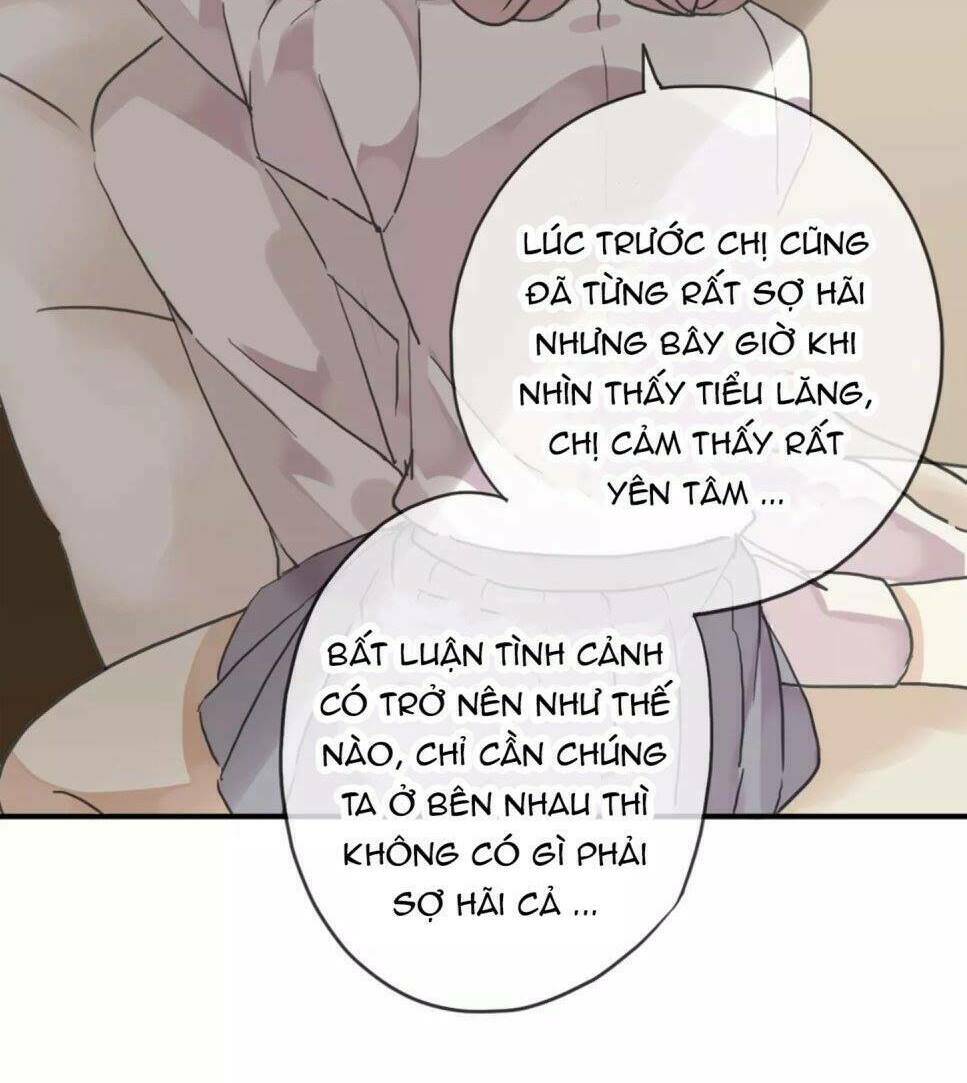 LÚC TRƯỚC CHỊ CŨNG
ĐÃ TỪNG RẤT SỢ HÃI
NHƯNG BÂY GIỜ KHI
NHÌN THẤY TIỂU LĂNG,
CHỊ CẢM THẤY RẤT
YÊN TÂM ...
BẤT LUẬN TÌNH CẢNH
CÓ TRỞ NÊN NHƯ THẾ
NÀO, CHỈ CẦN CHÚNG
TA Ở BÊN NHAU THÌ
KHÔNG CÓ GÌ PHẢI
SỢ HÃI CẢ ...